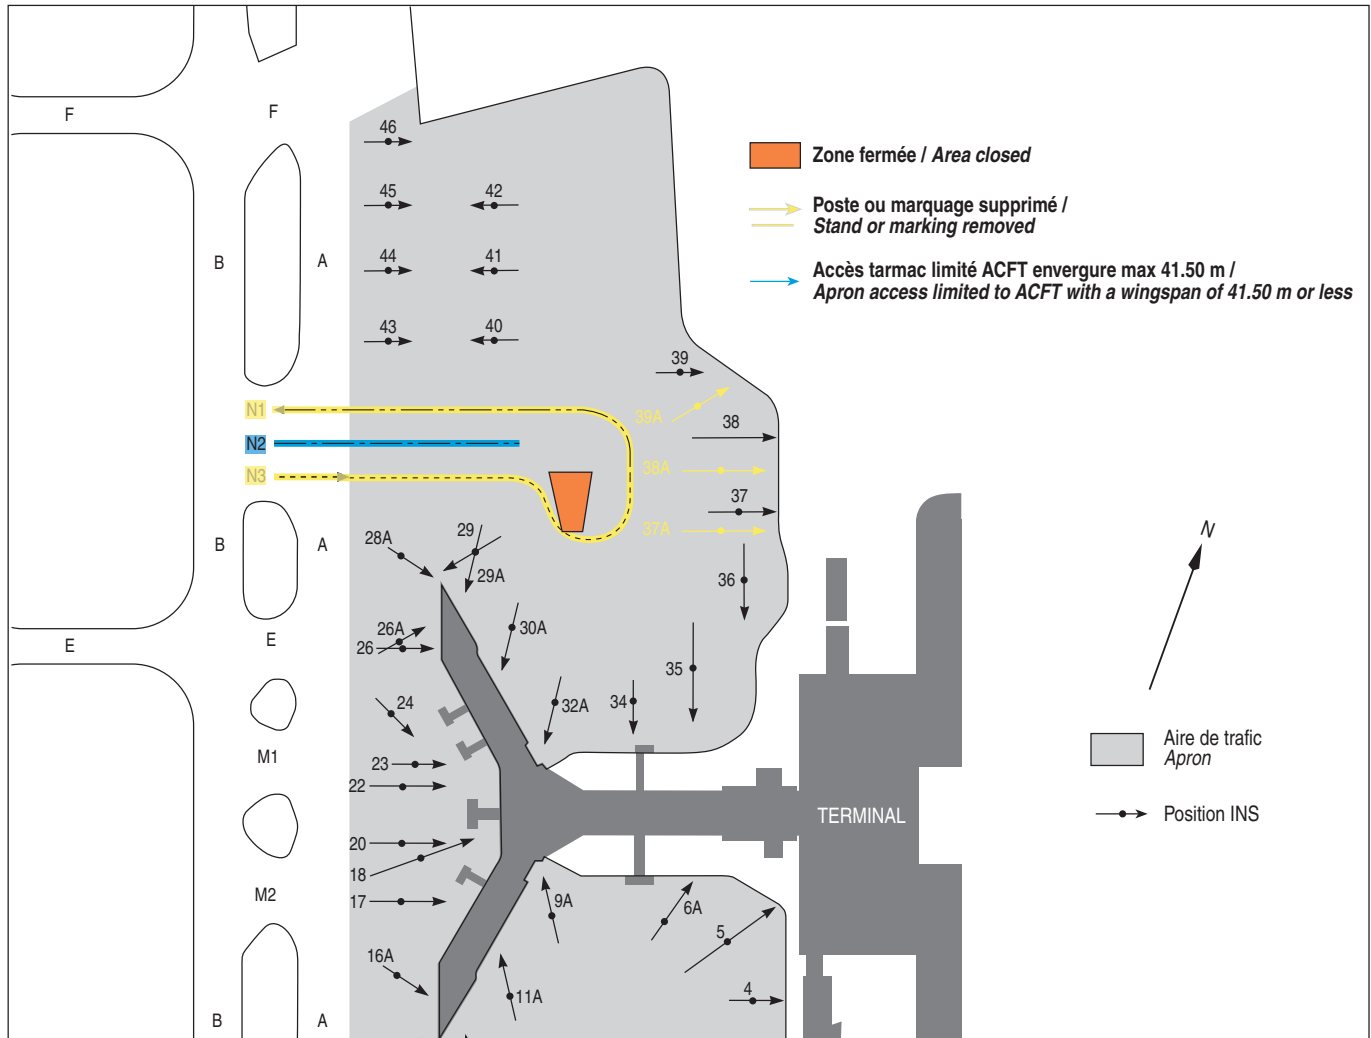 F
F
46
45
42
Zone fermée / Area closed
Poste ou marquage supprimé /
Stand or marking removed
Accès tarmac limité ACFT envergure max 41.50 m /
Apron access limited to ACFT with a wingspan of 41.50 m or less
B
A
44
41
43
40
39
N1
39A
38
N2
N3
38A
37
37A
B
A
28A
29
29A
36
N
26A
26
30A
E
E
35
24
32A
34
M1
23
22
Aire de trafic
Apron
20
TERMINAL
Position INS
18
M2
17
9A
6A
5
16A
11A
4
B
A